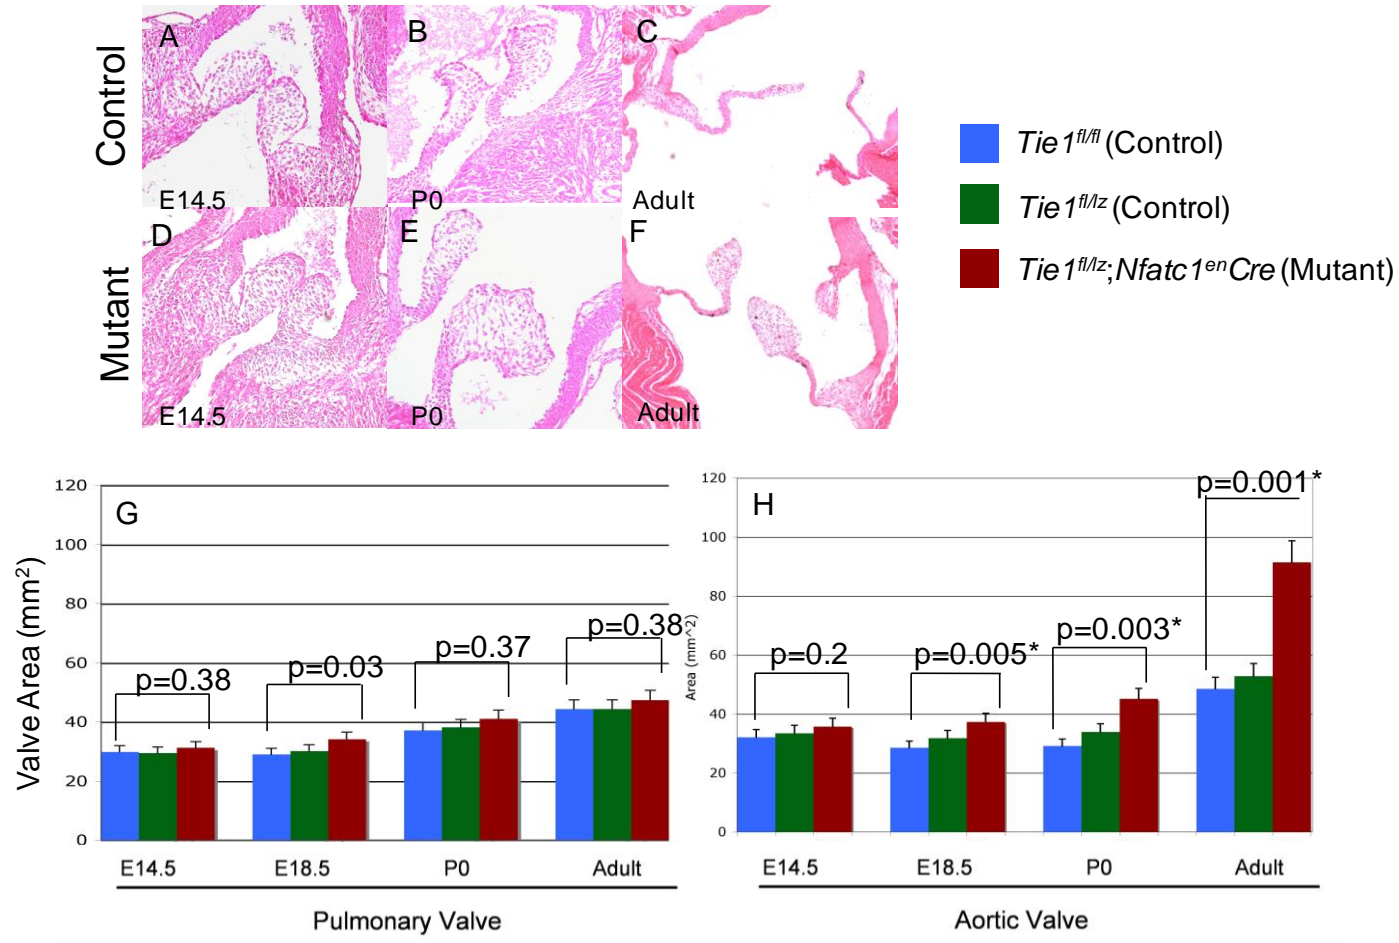 Control
A
B
C
E14.5
P0
Adult
Mutant
D
E
F
E14.5
P0
Adult
Tie1fl/fl (Control)
Tie1fl/lz (Control)
Tie1fl/lz;Nfatc1enCre (Mutant)
G
Valve Area (mm2)
120
100
80
60
40
20
0
p=0.38
p=0.03
p=0.37
p=0.38
E14.5
E18.5
P0
Adult
Pulmonary Valve
H
Area (mm^2)
120
100
80
60
40
20
0
p=0.2
p=0.005*
p=0.003*
p=0.001*
E14.5
E18.5
P0
Adult
Aortic Valve